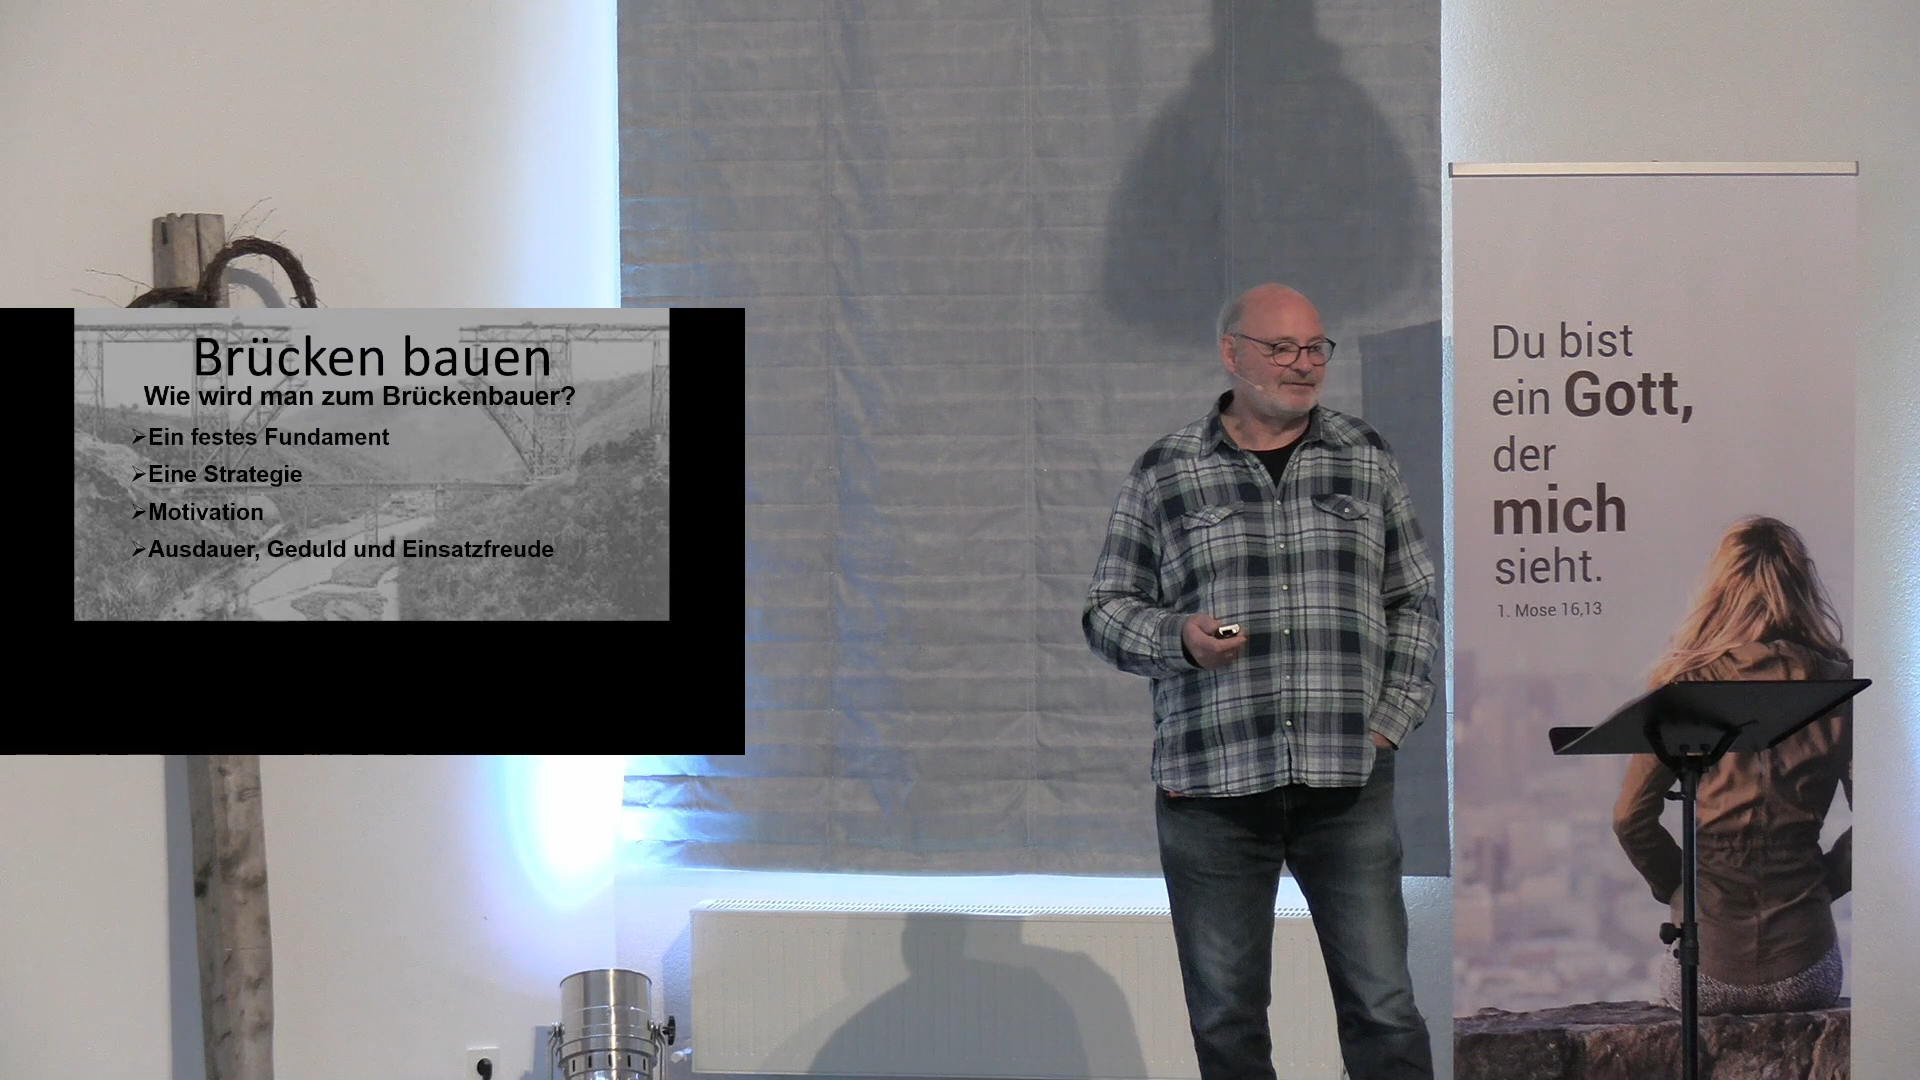 Brücken bauen
Wie wird man zum Brückenbauer?
➢Ein festes Fundament
➢Eine Strategie
➢Motivation
➢Ausdauer, Geduld und Einsatzfreude
Du bist
ein Gott,
der
mich
sieht.
1. Mose 16,13